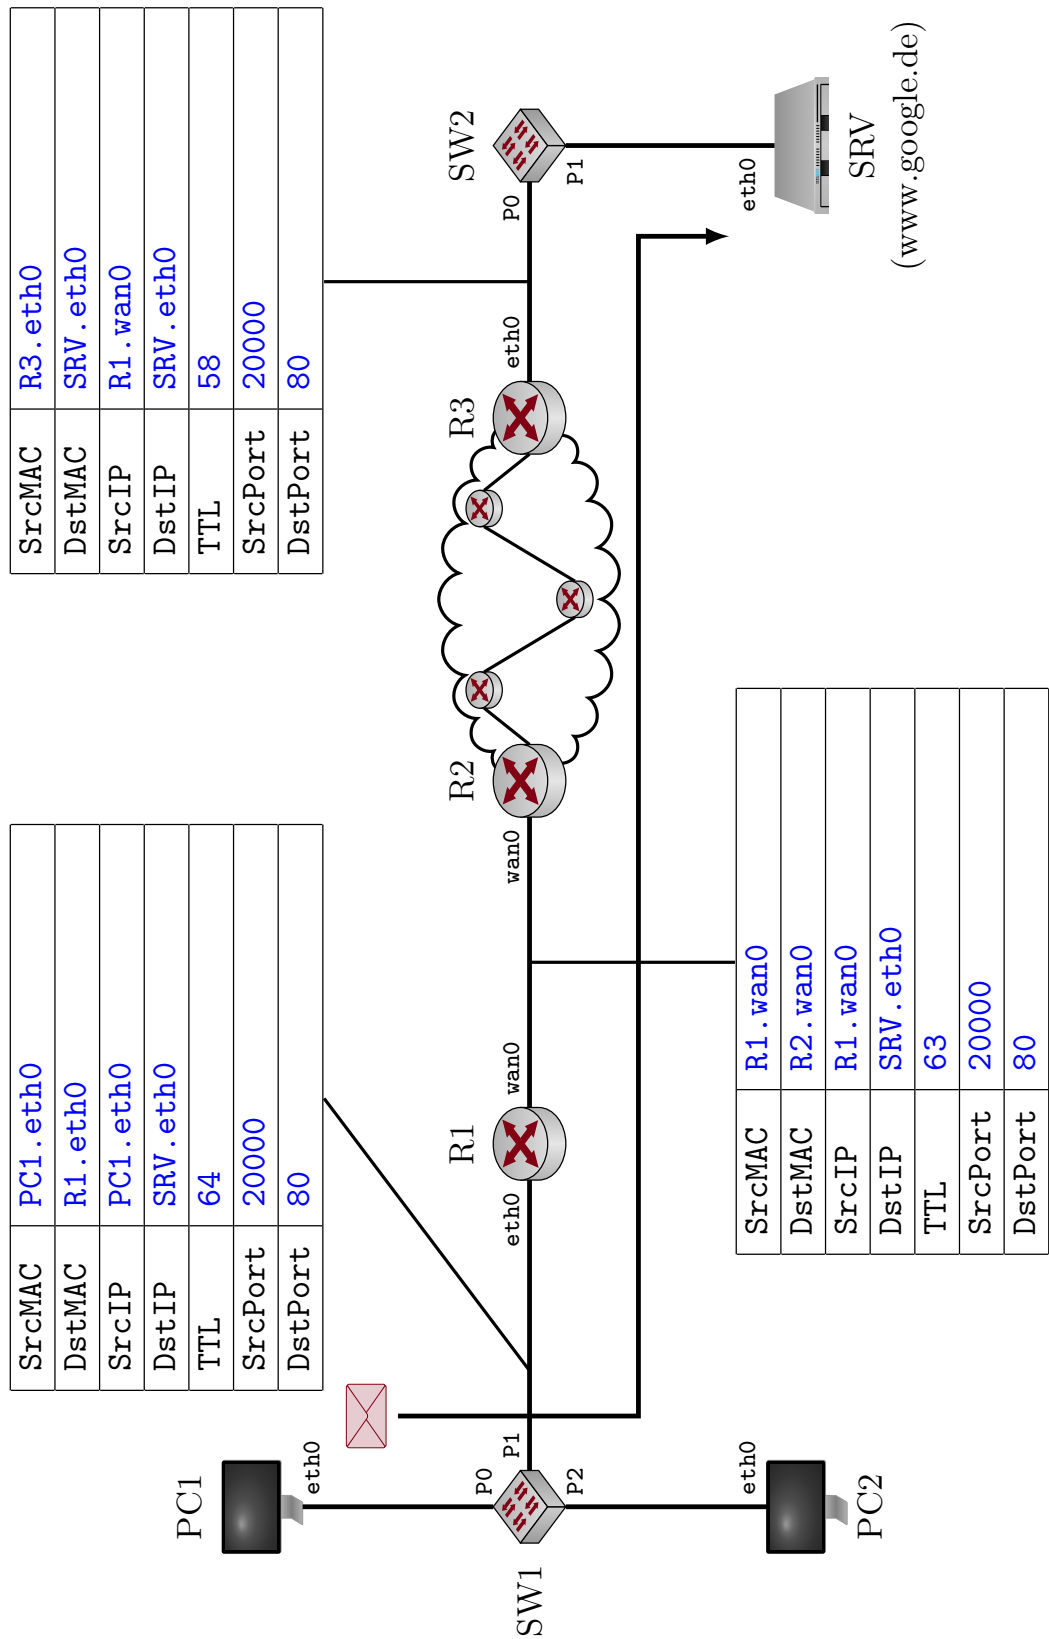 SrcMAC PC1.eth0
DstMAC R1.eth0
SrcIP PC1.eth0
DstIP SRV.eth0
TTL 64
SrcPort 20000
DstPort 80
SrcMAC R3.eth0
DstMAC SRV.eth0
SrcIP R1.wan0
DstIP SRV.eth0
TTL 58
SrcPort 20000
DstPort 80
PC1
eth0
P0
SW1
P1
P2
eth0
PC2
eth0
R1
wan0
wan0
R2
R3
eth0
P0
SW2
P1
eth0
SRV
(www.google.de)
SrcMAC R1.wan0
DstMAC R2.wan0
SrcIP R1.wan0
DstIP SRV.eth0
TTL 63
SrcPort 20000
DstPort 80